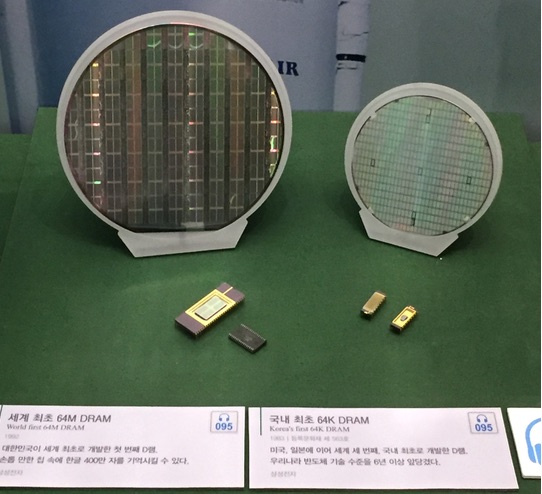 IR
세계 최초 64M DRAM
World first 64M DRAM
1992
대한민국이 세계 최초로 개발한 첫 번째 D램.
손톱 만한 칩 속에 한글 400만 자를 기억시킬 수 있다.
삼성전자
095
국내 최초 64K DRAM
Korea's first 64K DRAM
1983 | 등록문화재 제 563호
미국, 일본에 이어 세계 세 번째, 국내 최초로 개발한 D램.
우리나라 반도체 기술 수준을 6년 이상 앞당겼다.
삼성전자
095